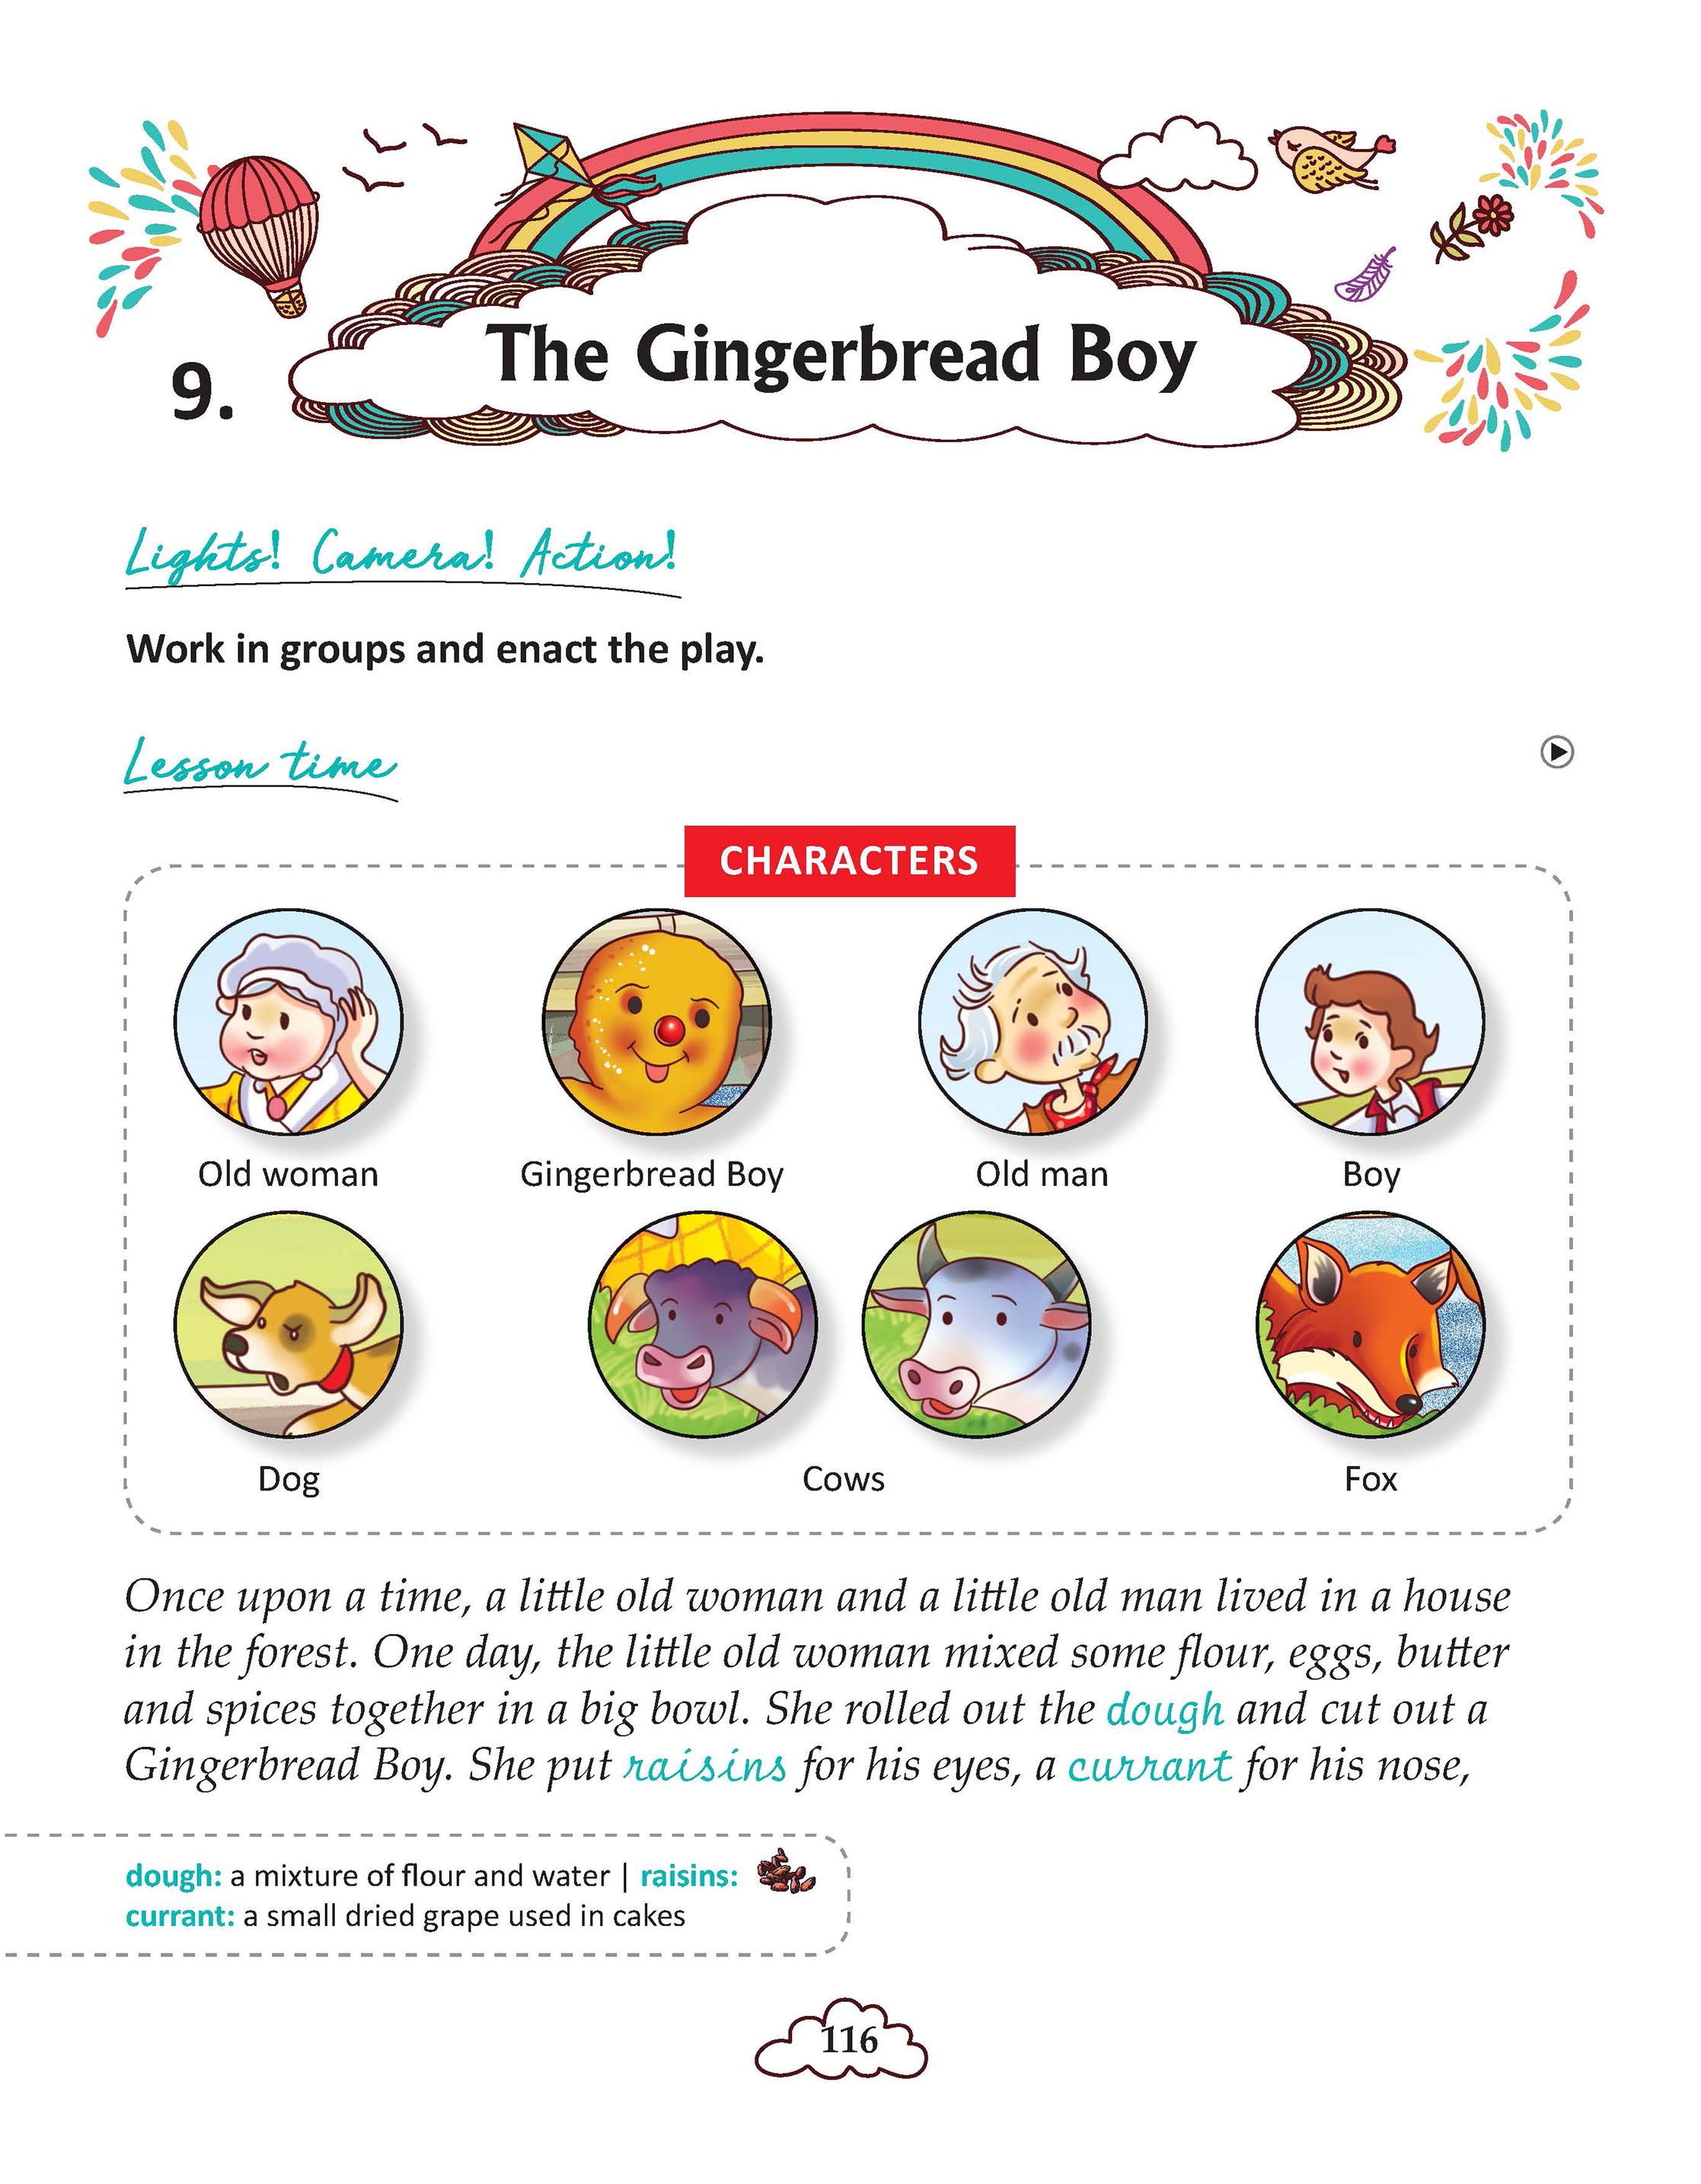 9.
The Gingerbread Boy
Lights! Camera! Action!
Work in groups and enact the play.
Lesson time
CHARACTERS
Old woman
Gingerbread Boy
Old man
Boy
Dog
Cows
Fox
Once upon a time, a little old woman and a little old man lived in a house
in the forest. One day, the little old woman mixed some flour, eggs, butter
and spices together in a big bowl. She rolled out the dough and cut out a
Gingerbread Boy. She put raisins for his eyes, a currant for his nose,
dough: a mixture of flour and water | raisins:
currant: a small dried grape used in cakes
116